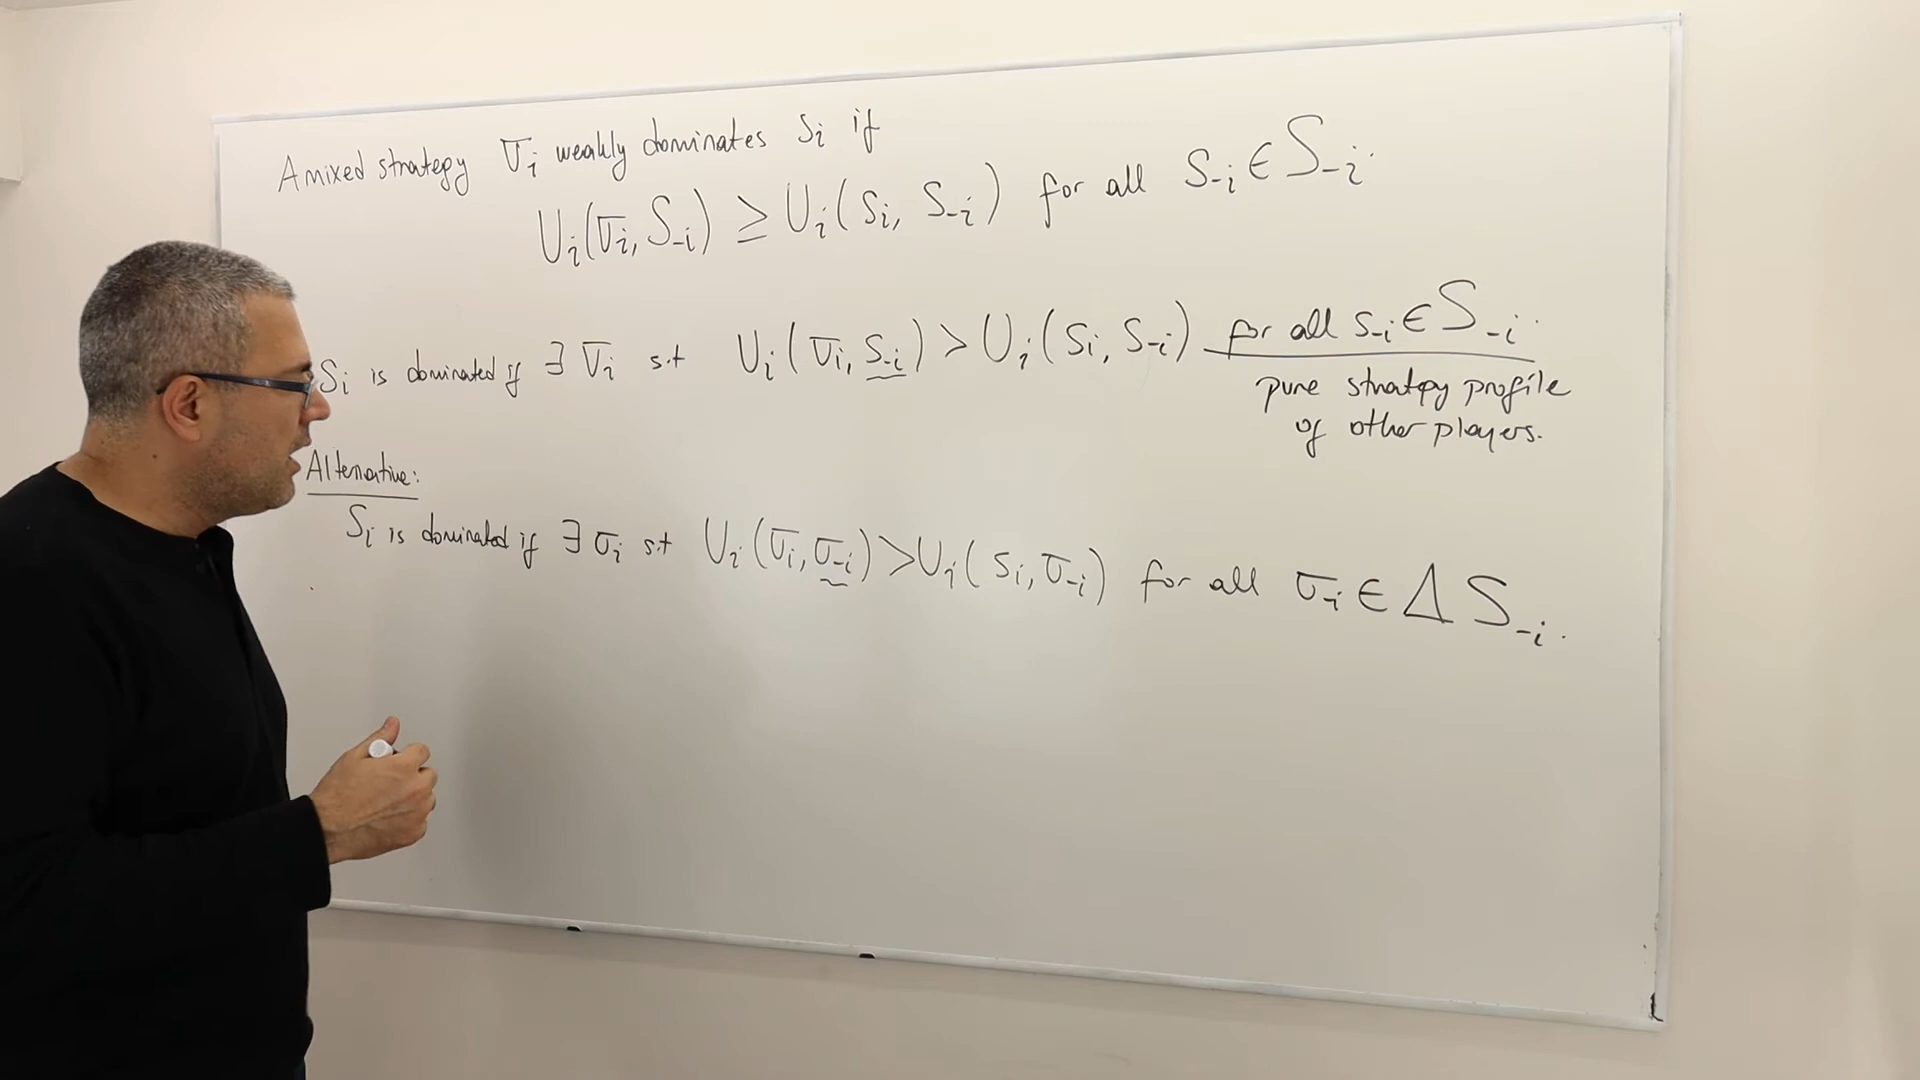 A mixed strategy σi weakly dominates si if
Ui(σi, S-i) ≥ Ui(si, S-i) for all s-i ∈ S-i.
Si is dominated if ∃ σi s.t Ui(σi, s-i) > Ui(si, s-i) for all s-i ∈ S-i.
pure strategy profile
of other players.
Alternative:
Si is dominated if ∃ σi s.t Ui(σi, σ-i) > Ui(si, σ-i) for all σ-i ∈ Δ S-i.